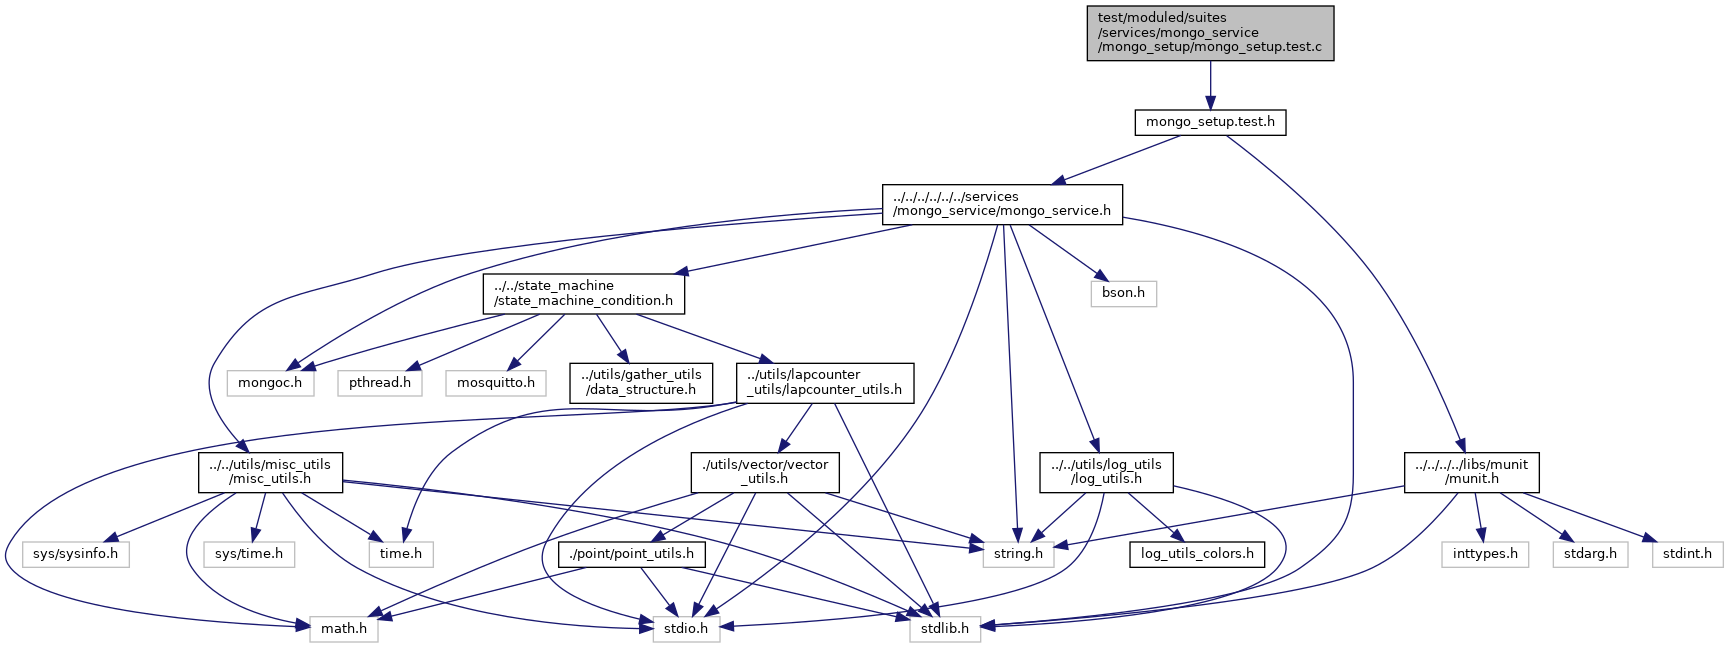 test/moduled/suites
/services/mongo_service
/mongo_setup/mongo_setup.test.c
mongo_setup.test.h
../../../../../../services
/mongo_service/mongo_service.h
../../state_machine
/state_machine_condition.h
bson.h
mongoc.h
pthread.h
mosquitto.h
../utils/gather_utils
/data_structure.h
../utils/lapcounter
_utils/lapcounter_utils.h
../../utils/misc_utils
/misc_utils.h
./utils/vector/vector
_utils.h
../../utils/log_utils
/log_utils.h
../../../../libs/munit
/munit.h
sys/sysinfo.h
sys/time.h
time.h
./point/point_utils.h
string.h
log_utils_colors.h
inttypes.h
stdarg.h
stdint.h
math.h
stdio.h
stdlib.h